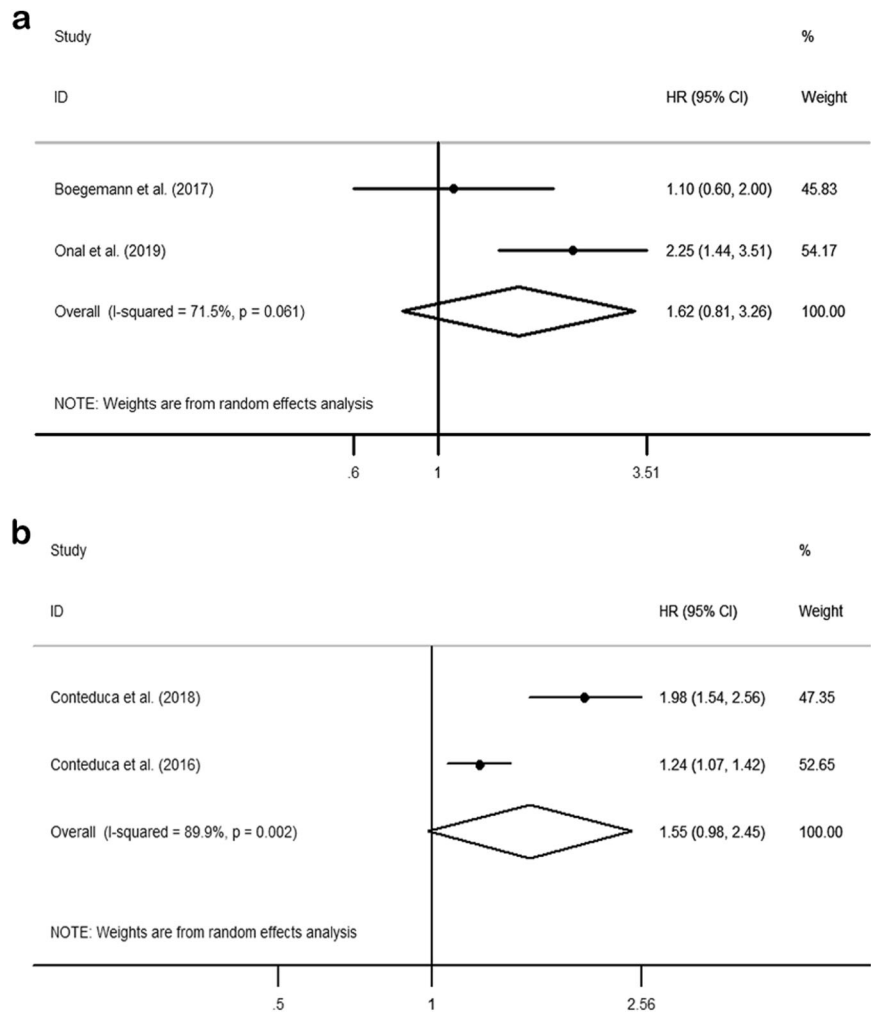 a
Study %
ID HR (95% CI) Weight
Boegemann et al. (2017) 1.10 (0.60, 2.00) 45.83
Onal et al. (2019) 2.25 (1.44, 3.51) 54.17
Overall (I-squared = 71.5%, p = 0.061) 1.62 (0.81, 3.26) 100.00
NOTE: Weights are from random effects analysis
.6 1 3.51
b
Study %
ID HR (95% CI) Weight
Conteduca et al. (2018) 1.98 (1.54, 2.56) 47.35
Conteduca et al. (2016) 1.24 (1.07, 1.42) 52.65
Overall (I-squared = 89.9%, p = 0.002) 1.55 (0.98, 2.45) 100.00
NOTE: Weights are from random effects analysis
.5 1 2.56